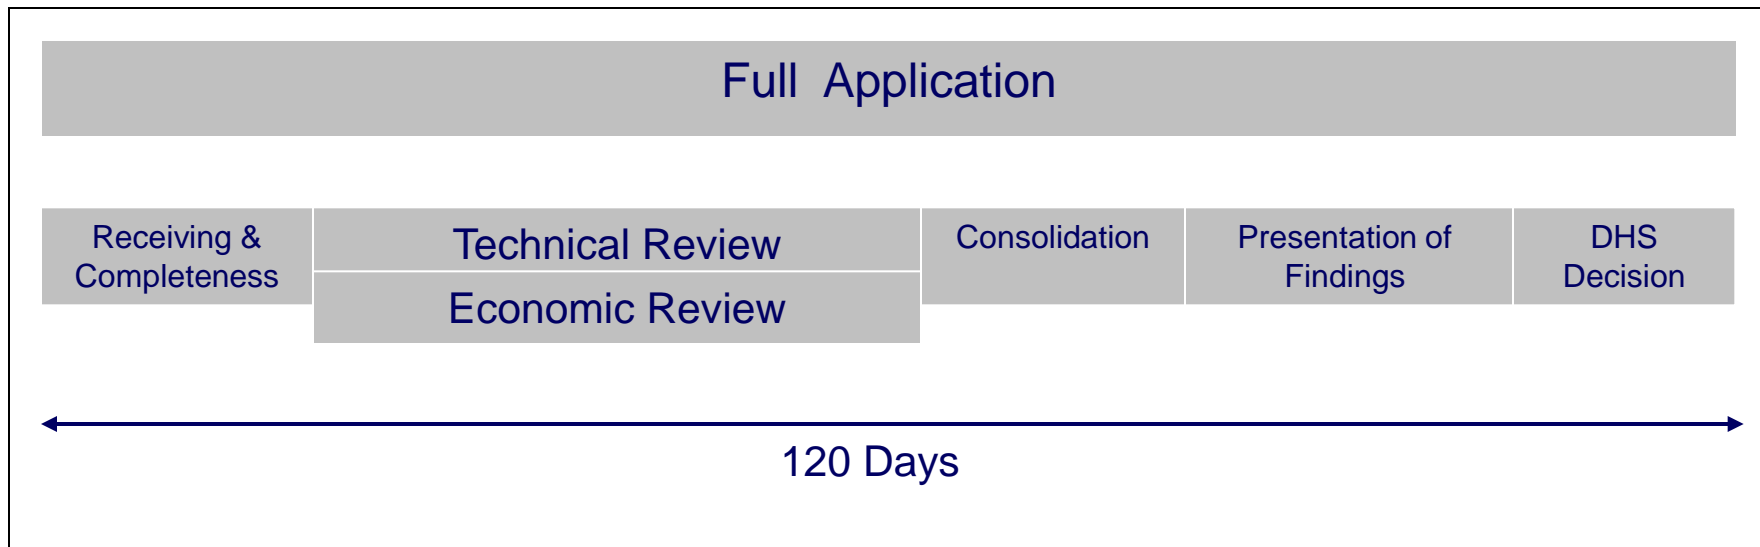 Full Application
Receiving &
Completeness
Technical Review
Economic Review
Consolidation
Presentation of
Findings
DHS
Decision
120 Days